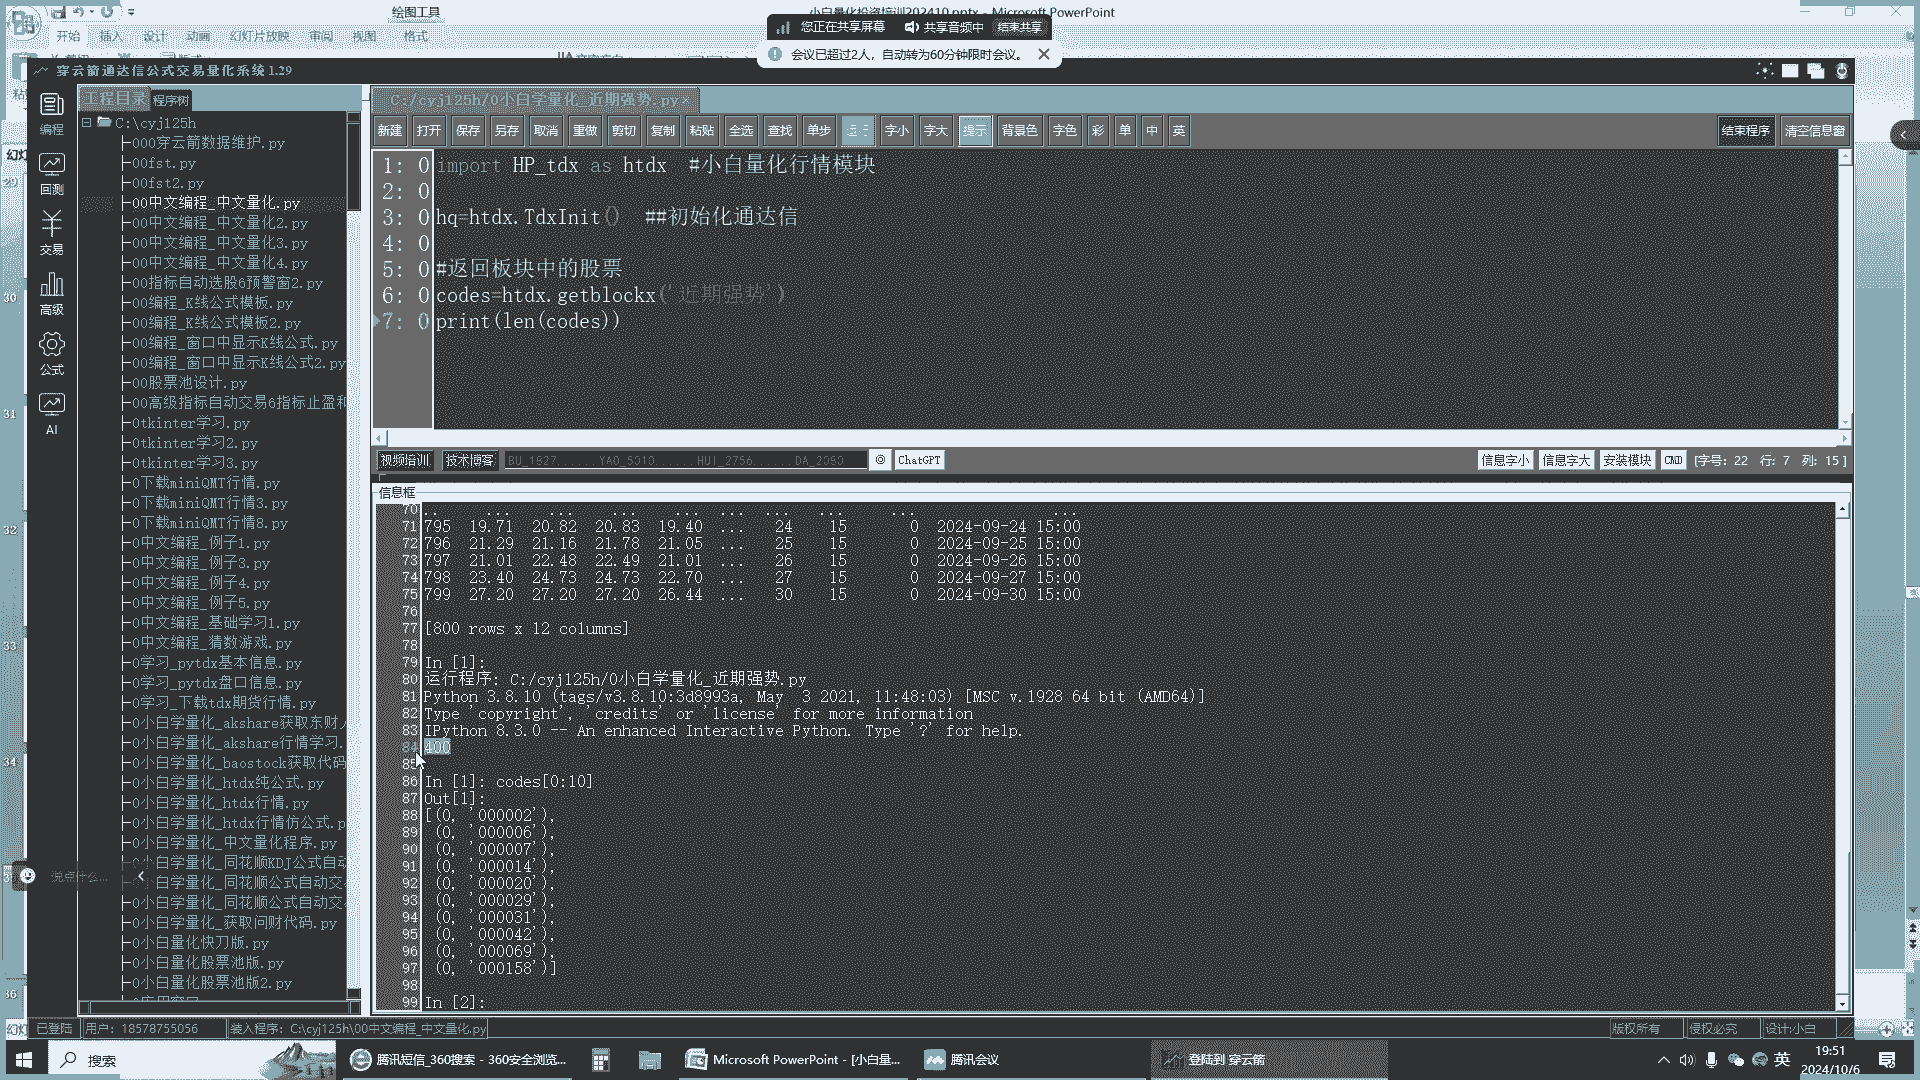 绘图工具
小白量化投资培训202410.pptx - Microsoft PowerPoint
您正在共享屏幕 共享音频中 结束共享
开始 插入 设计 动画 幻灯片放映 审阅 视图 格式
会议已超过2人，自动转为60分钟限时会议。
穿云箭通达信公式交易量化系统 1.29
编程
回测
交易
高级
公式
AI
工程目录 程序树
C:\cyj125h
000穿云箭数据维护.py
00fst.py
00fst2.py
00中文编程_中文量化.py
00中文编程_中文量化2.py
00中文编程_中文量化3.py
00中文编程_中文量化4.py
00指标自动选股6预警窗2.py
00编程_K线公式模板.py
00编程_K线公式模板2.py
00编程_窗口中显示K线公式.py
00编程_窗口中显示K线公式2.py
00股票池设计.py
00高级指标自动交易6指标止盈和
0tkinter学习.py
0tkinter学习2.py
0tkinter学习3.py
0下载miniQMT行情.py
0下载miniQMT行情3.py
0下载miniQMT行情8.py
0中文编程_例子1.py
0中文编程_例子3.py
0中文编程_例子4.py
0中文编程_例子5.py
0中文编程_基础学习1.py
0中文编程_猜数游戏.py
0学习_pytdx基本信息.py
0学习_pytdx盘口信息.py
0学习_下载tdx期货行情.py
0小白学量化_akshare获取东财
0小白学量化_akshare行情学习.
0小白学量化_baostock获取代码
0小白学量化_htdx纯公式.py
0小白学量化_htdx行情.py
0小白学量化_htdx行情仿公式.p
0小白学量化_中文量化程序.py
0小白学量化_同花顺KDJ公式自动
0小白学量化_同花顺公式自动交
0小白学量化_同花顺公式自动交
0小白学量化_获取问财代码.py
0小白量化快刀版.py
0小白量化股票池版.py
0小白量化股票池版2.py
说点什么...
C:/cyj125h/0小白学量化_近期强势.py×
新建 打开 保存 另存 取消 重做 剪切 复制 粘贴 全选 查找 单步 运行 字小 字大 提示 背景色 字色 彩 单 中 英 结束程序 清空信息窗
1: 0 import HP_tdx as htdx #小白量化行情模块
2: 0
3: 0 hq=htdx.TdxInit() ##初始化通达信
4: 0
5: 0 #返回板块中的股票
6: 0 codes=htdx.getblockx('近期强势')
7: 0 print(len(codes))
视频培训 技术博客 BU_1827......YAO_5010.......HUI_2756......DA_2080 ChatGPT 信息字小 信息字大 安装模块 CMD [字号: 22 行: 7 列: 15 ]
信息框
70 .. ... ... ... ... ... ... ... ... ...
71 795 19.71 20.82 20.83 19.40 ... 24 15 0 2024-09-24 15:00
72 796 21.29 21.16 21.78 21.05 ... 25 15 0 2024-09-25 15:00
73 797 21.01 22.48 22.49 21.01 ... 26 15 0 2024-09-26 15:00
74 798 23.40 24.73 24.73 22.70 ... 27 15 0 2024-09-27 15:00
75 799 27.20 27.20 27.20 26.44 ... 30 15 0 2024-09-30 15:00
76
77 [800 rows x 12 columns]
78
79 In [1]:
80 运行程序: C:/cyj125h/0小白学量化_近期强势.py
81 Python 3.8.10 (tags/v3.8.10:3d8993a, May 3 2021, 11:48:03) [MSC v.1928 64 bit (AMD64)]
82 Type 'copyright', 'credits' or 'license' for more information
83 IPython 8.3.0 -- An enhanced Interactive Python. Type '?' for help.
84 400
85
86 In [1]: codes[0:10]
87 Out[1]:
88 [(0, '000002'),
89 (0, '000006'),
90 (0, '000007'),
91 (0, '000014'),
92 (0, '000020'),
93 (0, '000029'),
94 (0, '000031'),
95 (0, '000042'),
96 (0, '000069'),
97 (0, '000158')]
98
99 In [2]:
29
30
31
32
33
34
36
已登陆 用户: 18578755056 装入程序: C:\cyj125h\00中文编程_中文量化.py 版权所有 侵权必究 设计:小白
搜索 腾讯短信_360搜索 - 360安全浏览... Microsoft PowerPoint - [小白量... 腾讯会议 登陆到 穿云箭 英 19:51
2024/10/6